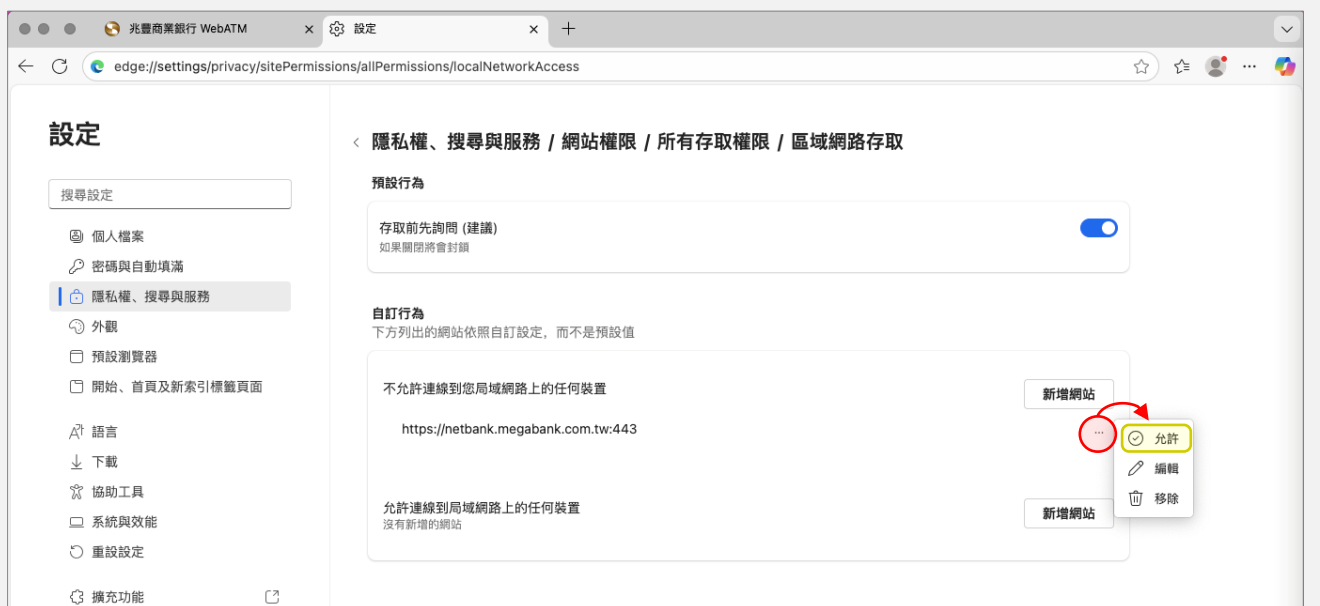 兆豐商業銀行 WebATM
設定
edge://settings/privacy/sitePermissions/allPermissions/localNetworkAccess
設定
搜尋設定
個人檔案
密碼與自動填滿
隱私權、搜尋與服務
外觀
預設瀏覽器
開始、首頁及新索引標籤頁面
語言
下載
協助工具
系統與效能
重設設定
擴充功能
隱私權、搜尋與服務 / 網站權限 / 所有存取權限 / 區域網路存取
預設行為
存取前先詢問 (建議)
如果關閉將會封鎖
自訂行為
下方列出的網站依照自訂設定，而不是預設值
不允許連線到您局域網路上的任何裝置
新增網站
https://netbank.megabank.com.tw:443
允許
編輯
移除
允許連線到局域網路上的任何裝置
沒有新增的網站
新增網站